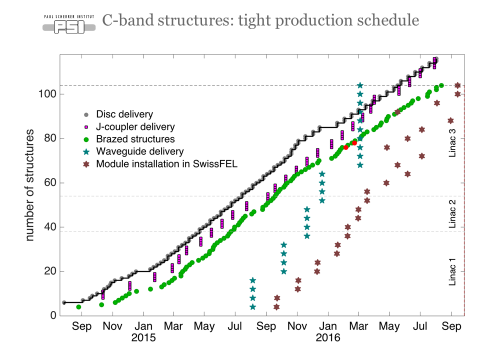 PAUL SCHERRER INSTITUT
PSI
C-band structures: tight production schedule
number of structures
100
80
60
40
20
0
Disc delivery
J-coupler delivery
Brazed structures
Waveguide delivery
Module installation in SwissFEL
Linac 3
Linac 2
Linac 1
Sep Nov Jan Mar May Jul Sep Nov Jan Mar May Jul Sep
2015 2016